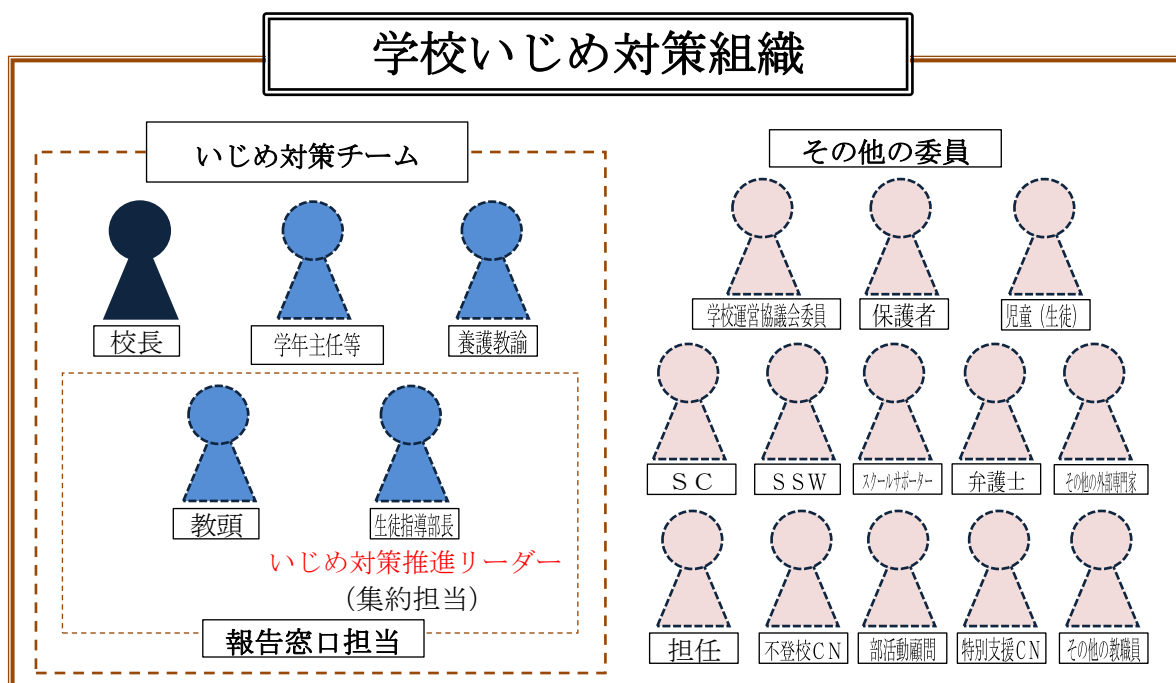 学校いじめ対策組織
いじめ対策チーム
校長
学年主任等
養護教諭
教頭
生徒指導部長
いじめ対策推進リーダー
（集約担当）
報告窓口担当
その他の委員
学校運営協議会委員
保護者
児童（生徒）
ＳＣ
ＳＳＷ
スクールサポーター
弁護士
その他の外部専門家
担任
不登校ＣＮ
部活動顧問
特別支援ＣＮ
その他の教職員